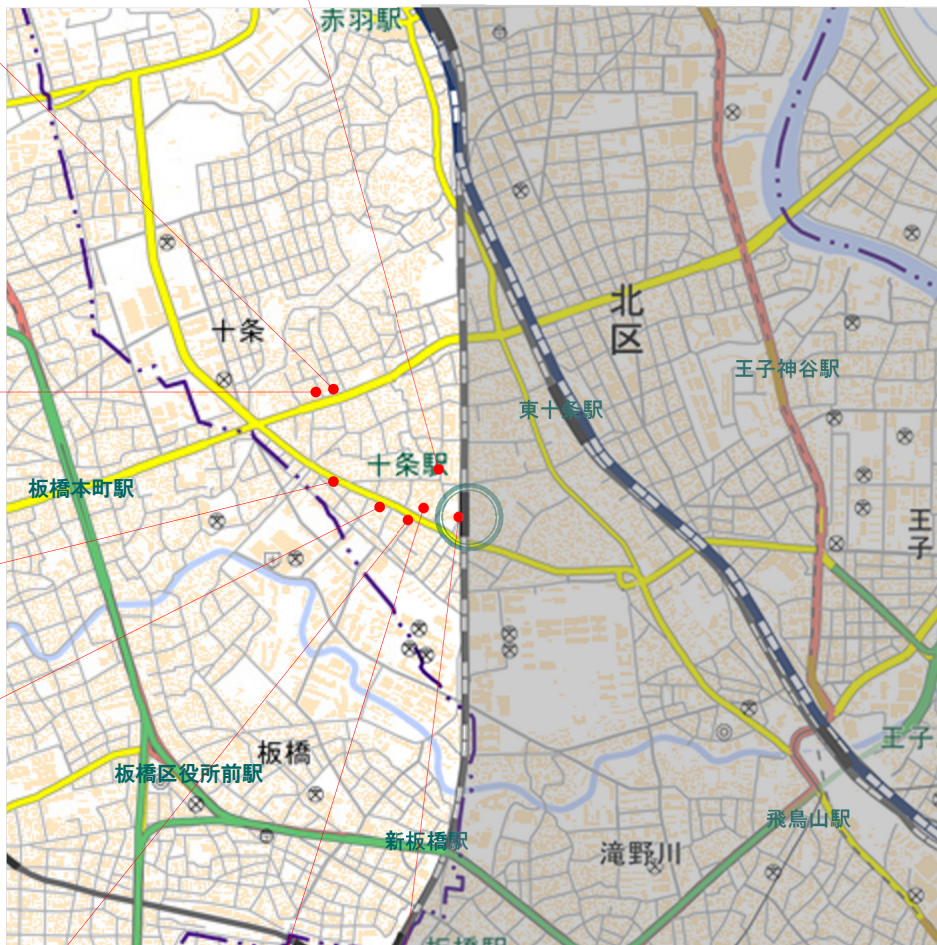 赤羽駅
北
区
十条
王子神谷駅
東十条駅
十条駅
板橋本町駅
王
子
王子
板橋
板橋区役所前駅
飛鳥山駅
新板橋駅
滝野川
板橋駅